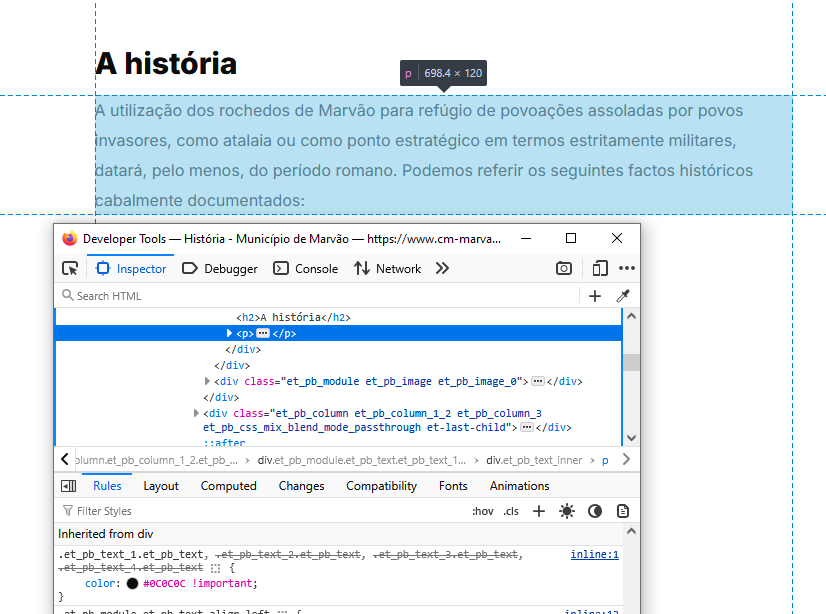 A história
p 698.4 × 120
A utilização dos rochedos de Marvão para refúgio de povoações assoladas por povos
invasores, como atalaia ou como ponto estratégico em termos estritamente militares,
datará, pelo menos, do período romano. Podemos referir os seguintes factos históricos
cabalmente documentados:
Developer Tools — História - Município de Marvão — https://www.cm-marva...
Inspector Debugger Console Network
Search HTML
<h2>A história</h2>
<p></p>
</div>
</div>
<div class="et_pb_module et_pb_image et_pb_image_0"></div>
</div>
<div class="et_pb_column et_pb_column_1_2 et_pb_column_3
et_pb_css_mix_blend_mode_passthrough et-last-child"></div>
::after
olumn.et_pb_column_1_2.et_pb_... div.et_pb_module.et_pb_text.et_pb_text_1... div.et_pb_text_inner p
Rules Layout Computed Changes Compatibility Fonts Animations
Filter Styles :hov .cls
Inherited from div
.et_pb_text_1.et_pb_text, .et_pb_text_2.et_pb_text, .et_pb_text_3.et_pb_text, inline:1
.et_pb_text_4.et_pb_text {
color: #0C0C0C !important;
}
.et_pb_module.et_pb_text_align_left { inline:12